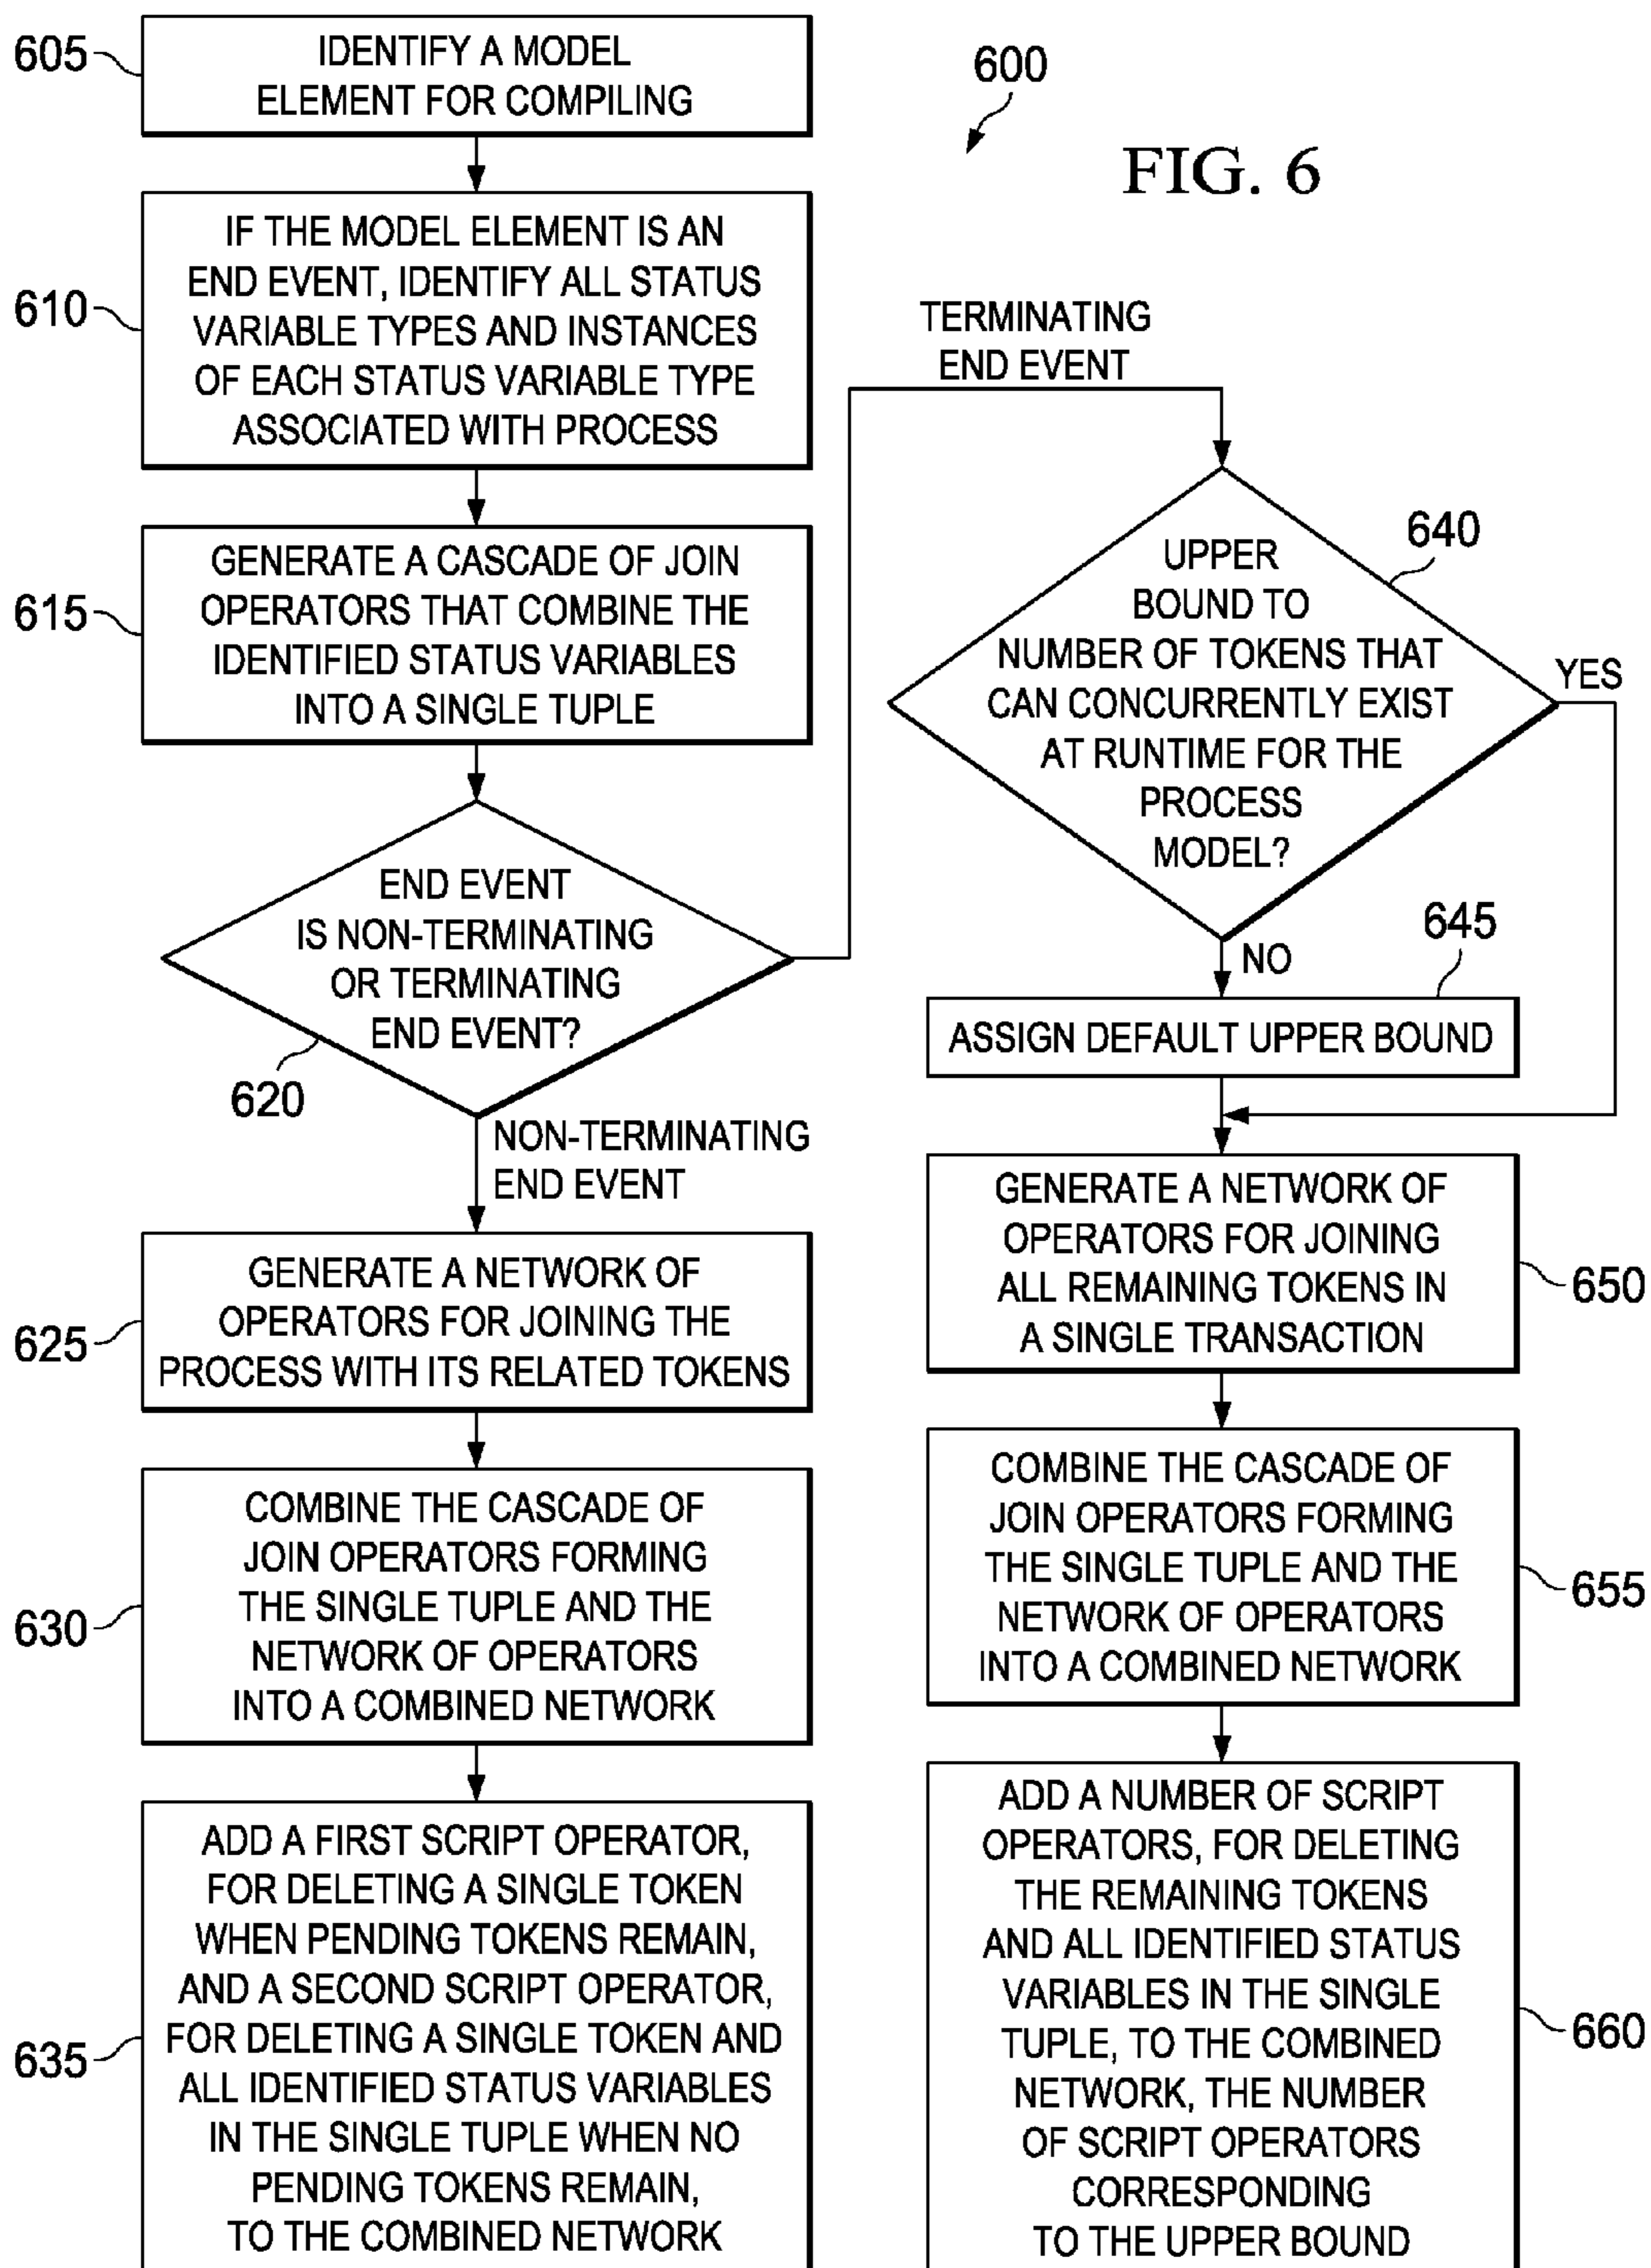 605
IDENTIFY A MODEL
ELEMENT FOR COMPILING
600
FIG. 6
610
IF THE MODEL ELEMENT IS AN
END EVENT, IDENTIFY ALL STATUS
VARIABLE TYPES AND INSTANCES
OF EACH STATUS VARIABLE TYPE
ASSOCIATED WITH PROCESS
615
GENERATE A CASCADE OF JOIN
OPERATORS THAT COMBINE THE
IDENTIFIED STATUS VARIABLES
INTO A SINGLE TUPLE
END EVENT
IS NON-TERMINATING
OR TERMINATING
END EVENT?
620
NON-TERMINATING
END EVENT
625
GENERATE A NETWORK OF
OPERATORS FOR JOINING THE
PROCESS WITH ITS RELATED TOKENS
630
COMBINE THE CASCADE OF
JOIN OPERATORS FORMING
THE SINGLE TUPLE AND THE
NETWORK OF OPERATORS
INTO A COMBINED NETWORK
635
ADD A FIRST SCRIPT OPERATOR,
FOR DELETING A SINGLE TOKEN
WHEN PENDING TOKENS REMAIN,
AND A SECOND SCRIPT OPERATOR,
FOR DELETING A SINGLE TOKEN AND
ALL IDENTIFIED STATUS VARIABLES
IN THE SINGLE TUPLE WHEN NO
PENDING TOKENS REMAIN,
TO THE COMBINED NETWORK
TERMINATING
END EVENT
640
UPPER
BOUND TO
NUMBER OF TOKENS THAT
CAN CONCURRENTLY EXIST
AT RUNTIME FOR THE
PROCESS
MODEL?
YES
NO
645
ASSIGN DEFAULT UPPER BOUND
GENERATE A NETWORK OF
OPERATORS FOR JOINING
ALL REMAINING TOKENS IN
A SINGLE TRANSACTION
650
COMBINE THE CASCADE OF
JOIN OPERATORS FORMING
THE SINGLE TUPLE AND THE
NETWORK OF OPERATORS
INTO A COMBINED NETWORK
655
ADD A NUMBER OF SCRIPT
OPERATORS, FOR DELETING
THE REMAINING TOKENS
AND ALL IDENTIFIED STATUS
VARIABLES IN THE SINGLE
TUPLE, TO THE COMBINED
NETWORK, THE NUMBER
OF SCRIPT OPERATORS
CORRESPONDING
TO THE UPPER BOUND
660